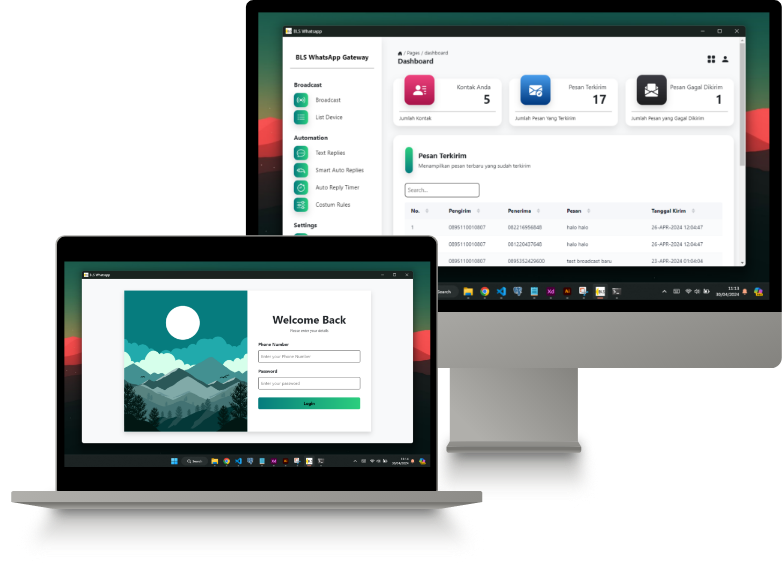 BLS Whatsapp
BLS WhatsApp Gateway
Broadcast
Broadcast
List Device
Automation
Text Replies
Smart Auto Replies
Auto Reply Timer
Costum Rules
Settings
/ Pages / dashboard
Dashboard
Kontak Anda
5
Jumlah Kontak
Pesan Terkirim
17
Jumlah Pesan Yang Terkirim
Pesan Gagal Dikirim
1
Jumlah Pesan yang Gagal Dikirim
Pesan Terkirim
Menampilkan pesan terbaru yang sudah terkirim
Search...
No. Pengirim Penerima Pesan Tanggal Kirim
1 0895110010807 082216956848 halo halo 26-APR-2024 12:04:47
0895110010807 081220437648 halo halo 26-APR-2024 12:04:47
0895110010807 0895352429600 test broadcast baru 25-APR-2024 01:04:04
Search
11:13
30/04/2024
BLS Whatsapp
Welcome Back
Please enter your details
Phone Number
Enter your Phone Number
Password
Enter your password
Login
Search